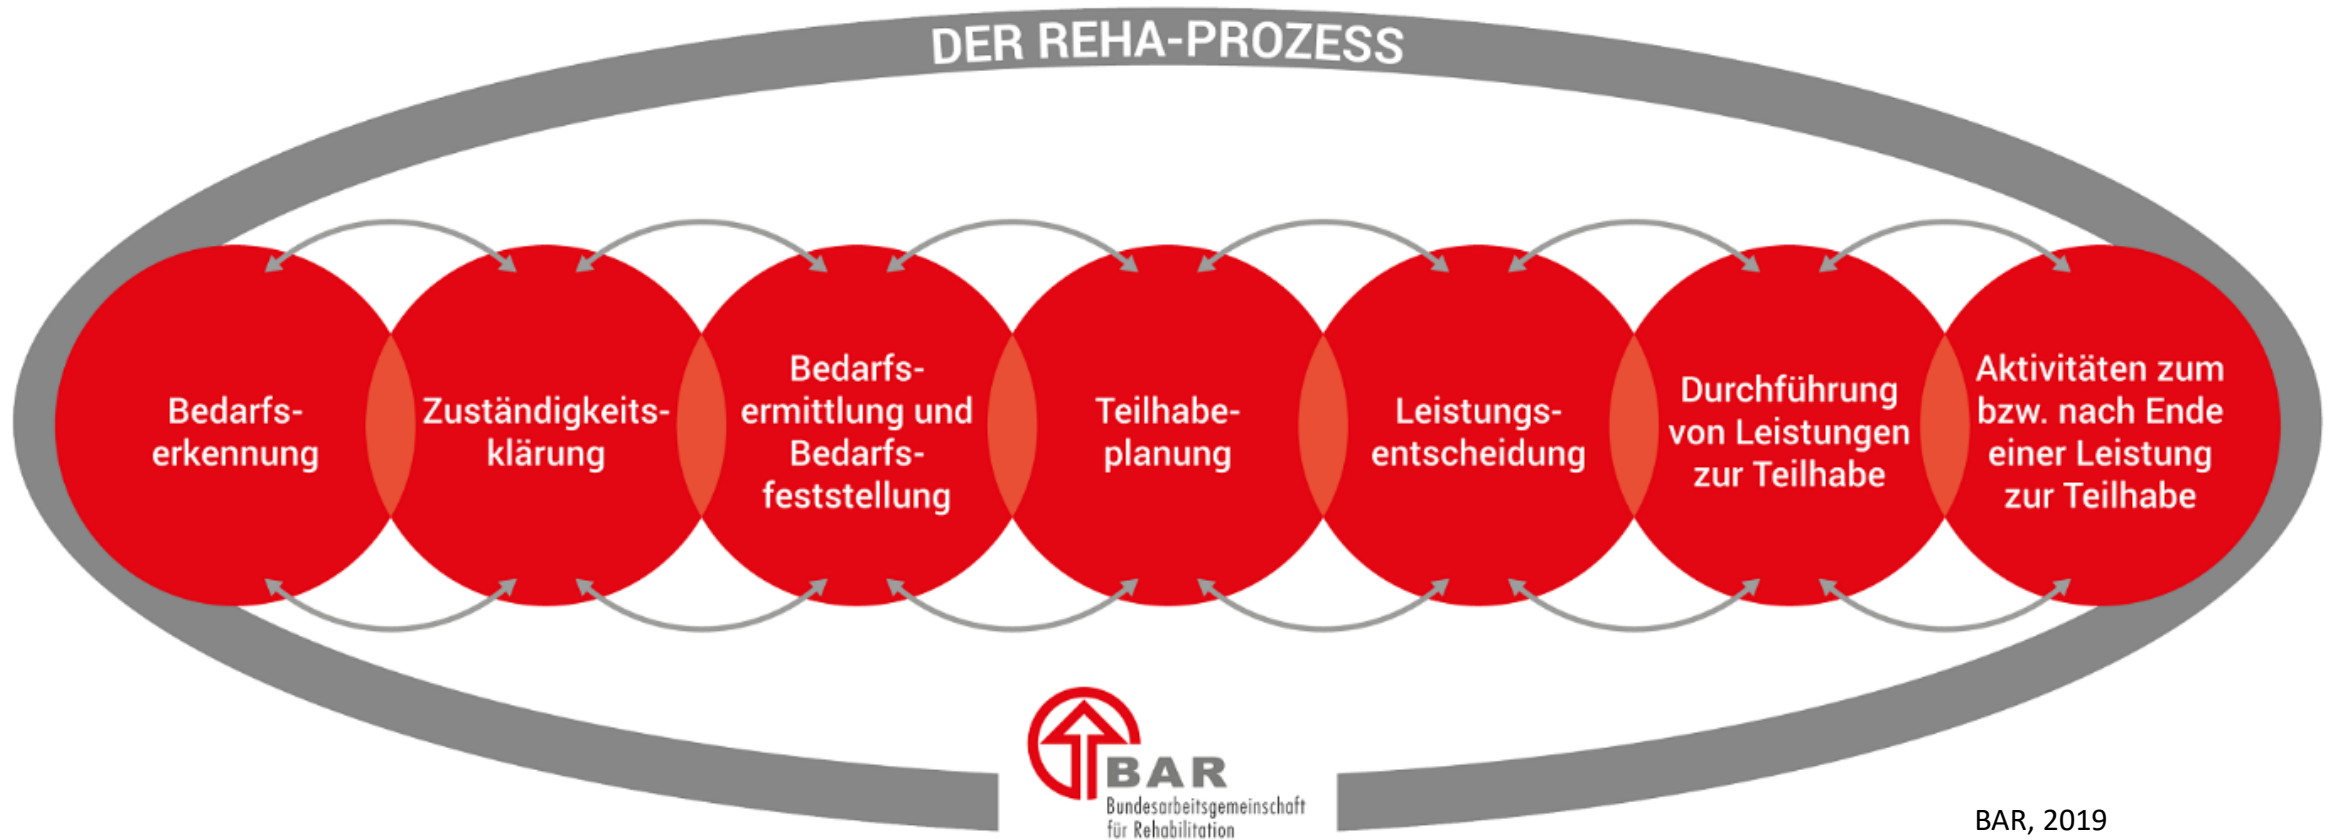 DER REHA-PROZESS
Bedarfs-
erkennung
Zuständigkeits-
klärung
Bedarfs-
ermittlung und
Bedarfs-
feststellung
Teilhabe-
planung
Leistungs-
entscheidung
Durchführung
von Leistungen
zur Teilhabe
Aktivitäten zum
bzw. nach Ende
einer Leistung
zur Teilhabe
BAR
Bundesarbeitsgemeinschaft
für Rehabilitation
BAR, 2019